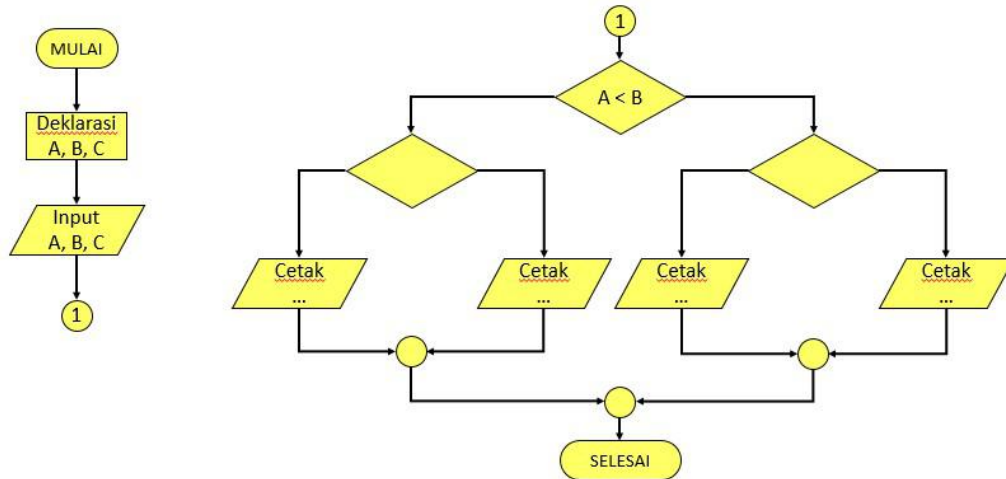 MULAI
Deklarasi
A, B, C
Input
A, B, C
1
1
A < B
Cetak
...
Cetak
...
Cetak
...
Cetak
...
SELESAI